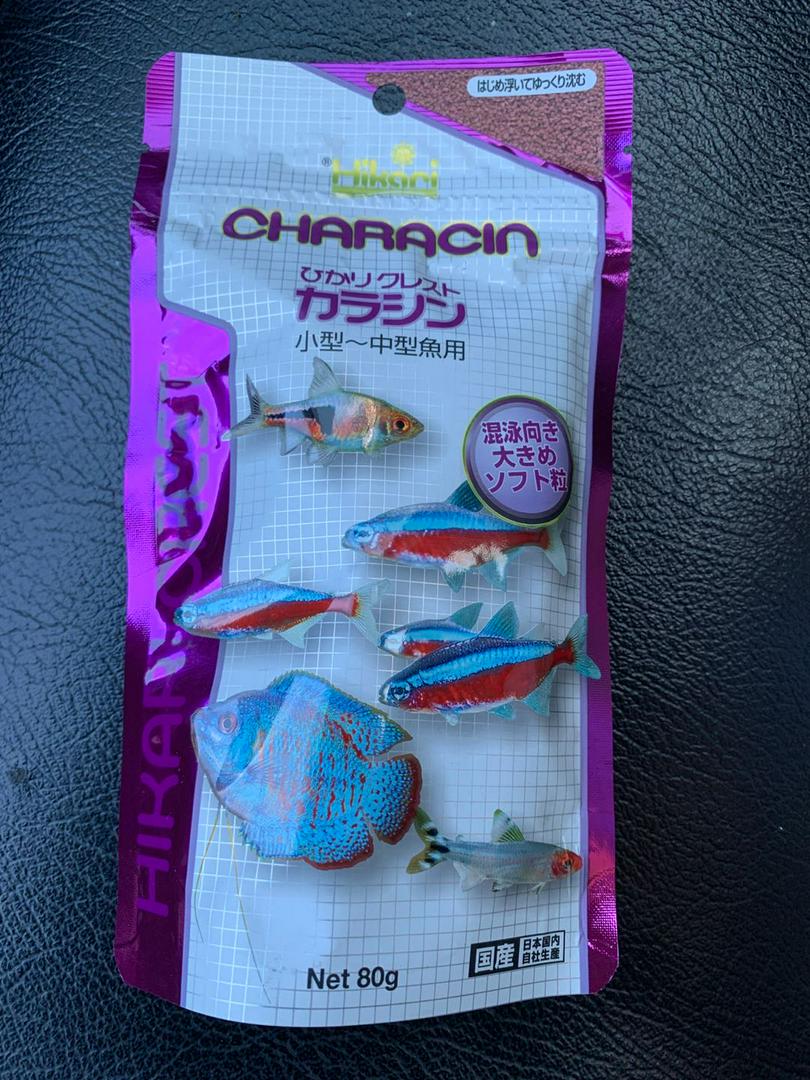 はじめ浮いてゆっくり沈む
®Hikari
CHARACIN
ひかりクレスト
カラシン
小型～中型魚用
混泳向き
大きめ
ソフト粒
Net 80g
国産
日本国内
自社生産